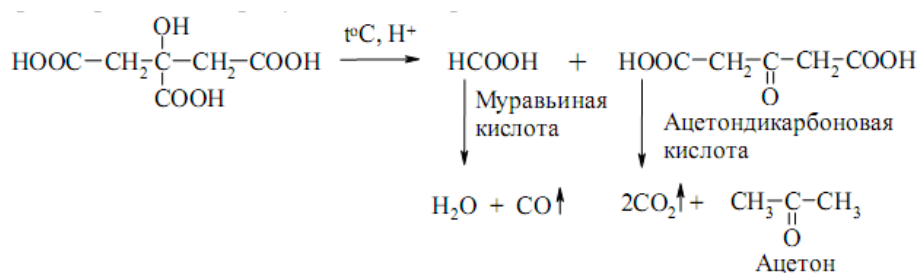 OH
t°C, H⁺
HOOC−CH₂−C−CH₂−COOH → HCOOH + HOOC−CH₂−C−CH₂−COOH
COOH
O
Муравьиная
кислота
Ацетондикарбоновая
кислота
H₂O + CO↑
2CO₂↑ + CH₃−C−CH₃
O
Ацетон